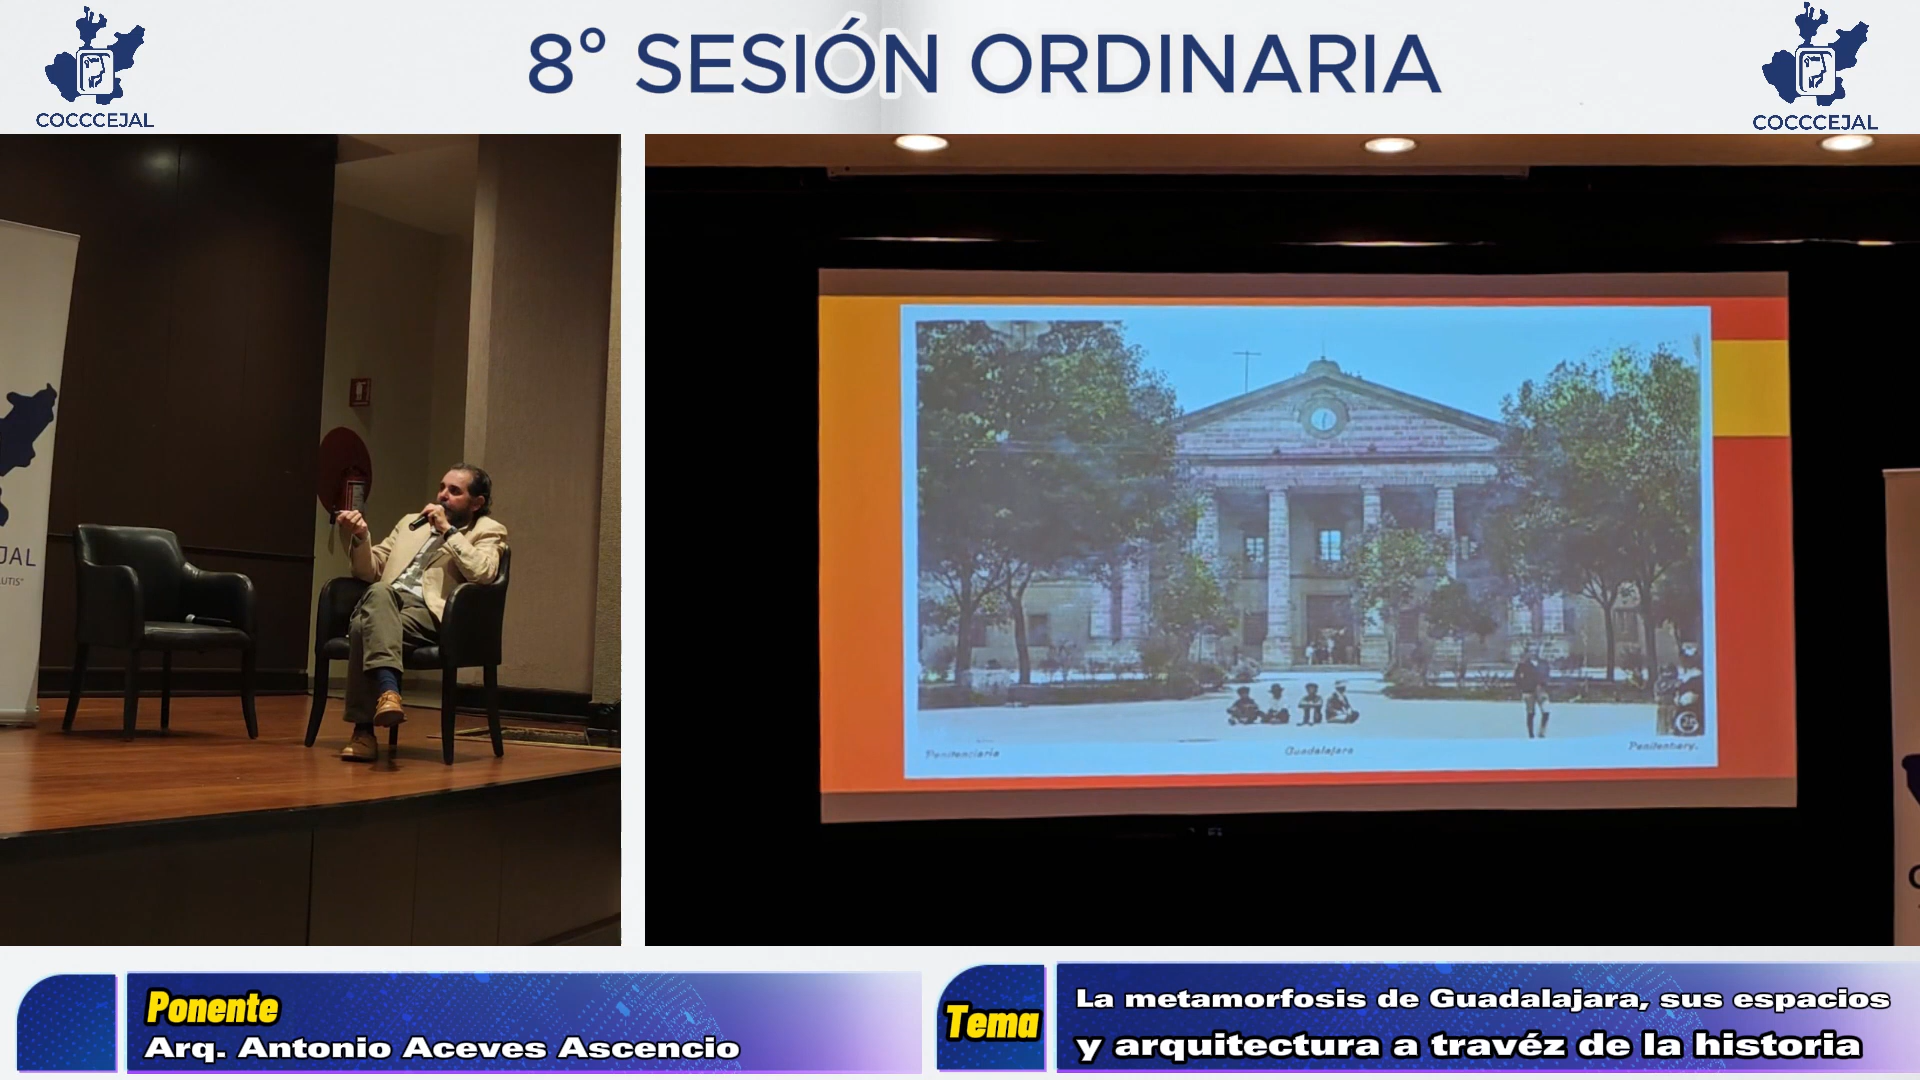 8° SESIÓN ORDINARIA
COCCCEJAL
COCCCEJAL
JAL
Penitenciaría
Guadalajara
Penitentiary.
Ponente
Arq. Antonio Aceves Ascencio
Tema
La metamorfosis de Guadalajara, sus espacios
y arquitectura a travéz de la historia